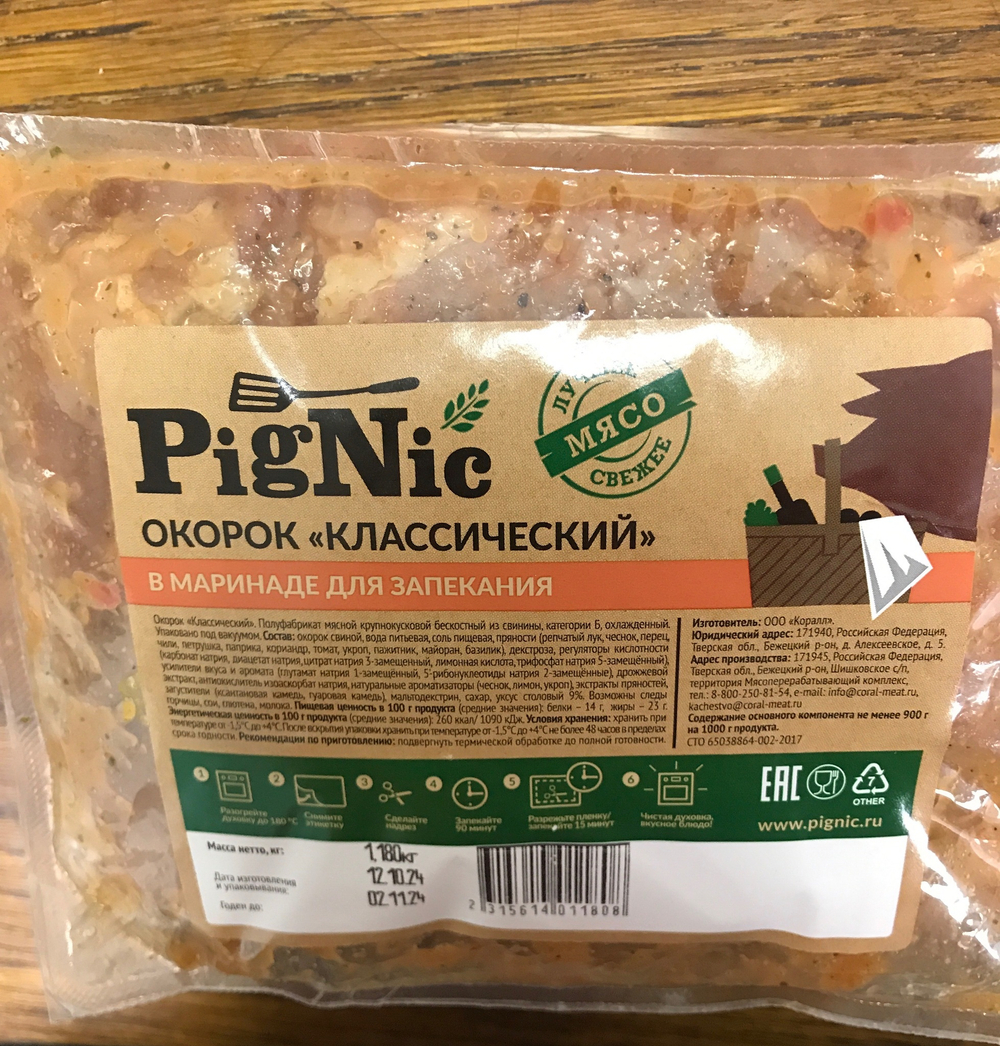 PigNic
МЯСО
СВЕЖЕЕ
ОКОРОК «КЛАССИЧЕСКИЙ»
В МАРИНАДЕ ДЛЯ ЗАПЕКАНИЯ
Окорок «Классический». Полуфабрикат мясной крупнокусковой бескостный из свинины, категории Б, охлажденный.
Упаковано под вакуумом. Состав: окорок свиной, вода питьевая, соль пищевая, пряности (репчатый лук, чеснок, перец,
чили, петрушка, паприка, кориандр, томат, укроп, пажитник, майоран, базилик), декстроза, регуляторы кислотности
(карбонат натрия, диацетат натрия, цитрат натрия 3-замещенный, лимонная кислота, трифосфат натрия 5-замещённый),
усилители вкуса и аромата (глутамат натрия 1-замещённый, 5-рибонуклеотиды натрия 2-замещённые), дрожжевой
экстракт, антиокислитель изоаскорбат натрия, натуральные ароматизаторы (чеснок, лимон, укроп), экстракты пряностей,
загустители (ксантановая камедь, гуаровая камедь), мальтодекстрин, сахар, уксус столовый 9%. Возможны следы
горчицы, сои, глютена, молока. Пищевая ценность в 100 г продукта (средние значения): белки – 14 г, жиры – 23 г.
Энергетическая ценность в 100 г продукта (средние значения): 260 ккал/ 1090 кДж. Условия хранения: хранить при
температуре от -1,5°С до +4°С. После вскрытия упаковки хранить при температуре от -1,5°С до +4°С не более 48 часов в пределах
срока годности. Рекомендации по приготовлению: подвергнуть термической обработке до полной готовности.
Изготовитель: ООО «Коралл».
Юридический адрес: 171940, Российская Федерация,
Тверская обл., Бежецкий р-он, д. Алексеевское, д. 5.
Адрес производства: 171945, Российская Федерация,
Тверская обл., Бежецкий р-он, Шишковское с/п,
территория Мясоперерабатывающий комплекс,
тел.: 8-800-250-81-54, e-mail: info@coral-meat.ru,
kachestvo@coral-meat.ru
Содержание основного компонента не менее 900 г
на 1000 г продукта.
СТО 65038864-002-2017
1 2 3 4 5 6
Разогрейте
духовку до 180 °С
Снимите
этикетку
Сделайте
надрез
Запекайте
90 минут
Разрежьте пленку/
запекайте 15 минут
Чистая духовка,
вкусное блюдо!
EAC
7
OTHER
www.pignic.ru
Масса нетто, кг: 1,180кг
Дата изготовления
и упаковывания: 12.10.24
Годен до: 02.11.24
2 315614 011808